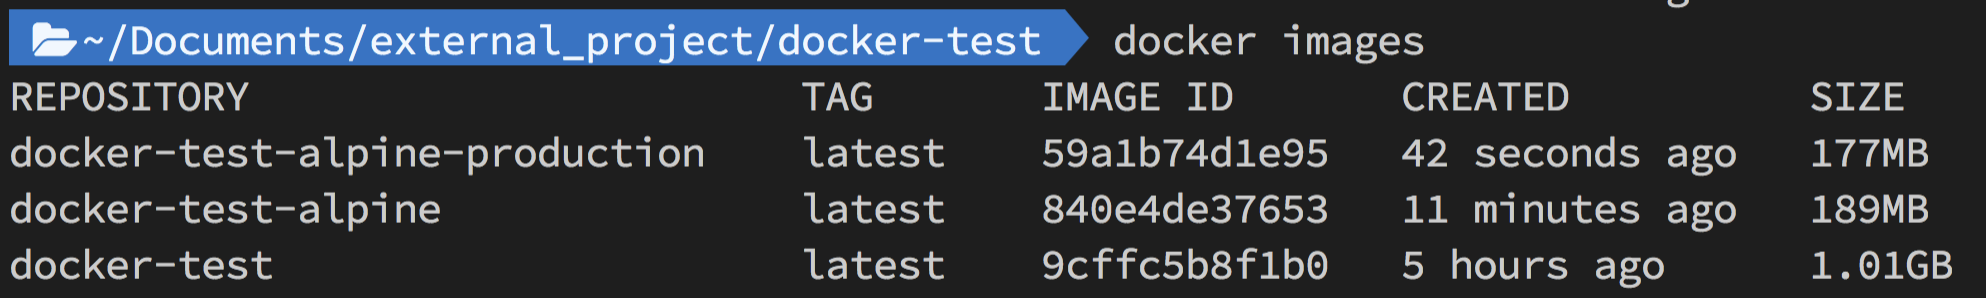 ~/Documents/external_project/docker-test docker images
REPOSITORY TAG IMAGE ID CREATED SIZE
docker-test-alpine-production latest 59a1b74d1e95 42 seconds ago 177MB
docker-test-alpine latest 840e4de37653 11 minutes ago 189MB
docker-test latest 9cffc5b8f1b0 5 hours ago 1.01GB